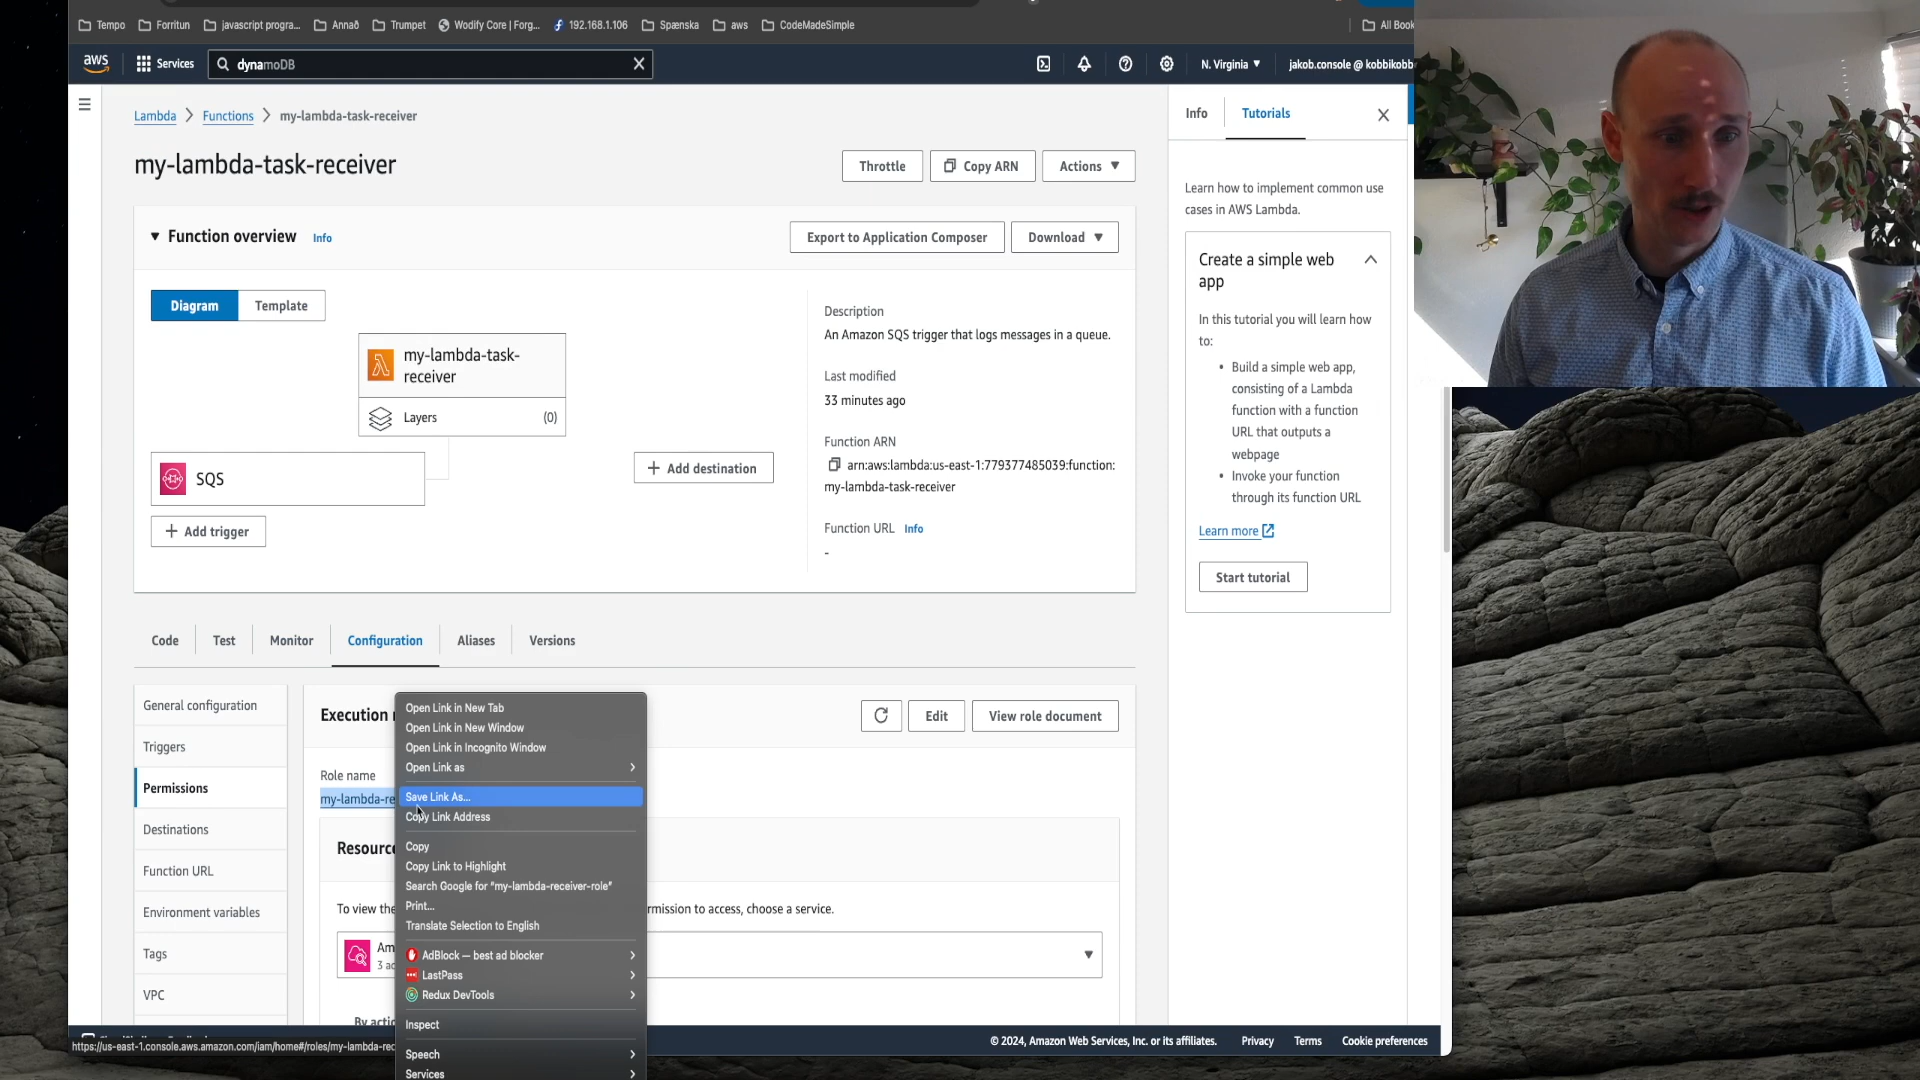 Tempo
Forritun
javascript progra...
Annað
Trumpet
Wodify Core | Forg...
192.168.1.106
Spænska
aws
CodeMadeSimple
All Book
aws
Services
dynamoDB
N. Virginia
jakob.console @ kobbikobb
Lambda
Functions
my-lambda-task-receiver
my-lambda-task-receiver
Throttle
Copy ARN
Actions
Function overview
Info
Export to Application Composer
Download
Diagram
Template
my-lambda-task-
receiver
Layers
(0)
SQS
Add trigger
Add destination
Description
An Amazon SQS trigger that logs messages in a queue.
Last modified
33 minutes ago
Function ARN
arn:aws:lambda:us-east-1:779377485039:function:
my-lambda-task-receiver
Function URL
Info
-
Info
Tutorials
Learn how to implement common use
cases in AWS Lambda.
Create a simple web
app
In this tutorial you will learn how
to:
• Build a simple web app,
consisting of a Lambda
function with a function
URL that outputs a
webpage
• Invoke your function
through its function URL
Learn more
Start tutorial
Code
Test
Monitor
Configuration
Aliases
Versions
General configuration
Triggers
Permissions
Destinations
Function URL
Environment variables
Tags
VPC
Execution
Edit
View role document
Role name
my-lambda-re
Resourc
To view the
rmission to access, choose a service.
Am
3 ac
By actio
Open Link in New Tab
Open Link in New Window
Open Link in Incognito Window
Open Link as
Save Link As...
Copy Link Address
Copy
Copy Link to Highlight
Search Google for "my-lambda-receiver-role"
Print...
Translate Selection to English
AdBlock — best ad blocker
LastPass
Redux DevTools
Inspect
Speech
Services
https://us-east-1.console.aws.amazon.com/iam/home#/roles/my-lambda-rec
© 2024, Amazon Web Services, Inc. or its affiliates.
Privacy
Terms
Cookie preferences